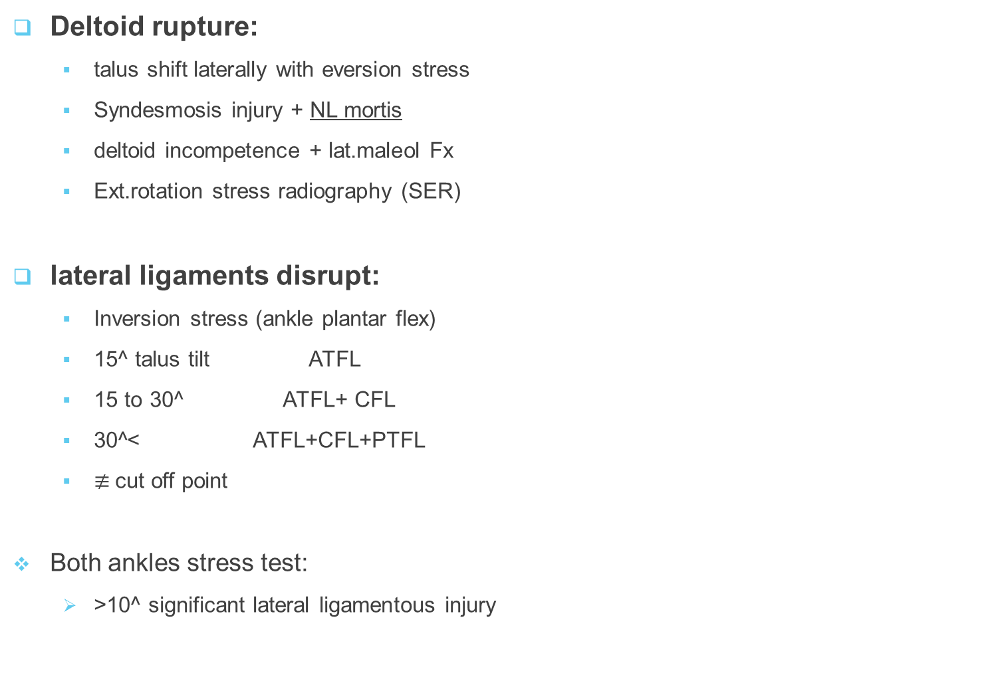 Deltoid rupture:
talus shift laterally with eversion stress
Syndesmosis injury + NL mortis
deltoid incompetence + lat.maleol Fx
Ext.rotation stress radiography (SER)
lateral ligaments disrupt:
Inversion stress (ankle plantar flex)
15^ talus tilt ATFL
15 to 30^ ATFL+ CFL
30^< ATFL+CFL+PTFL
≢ cut off point
Both ankles stress test:
>10^ significant lateral ligamentous injury